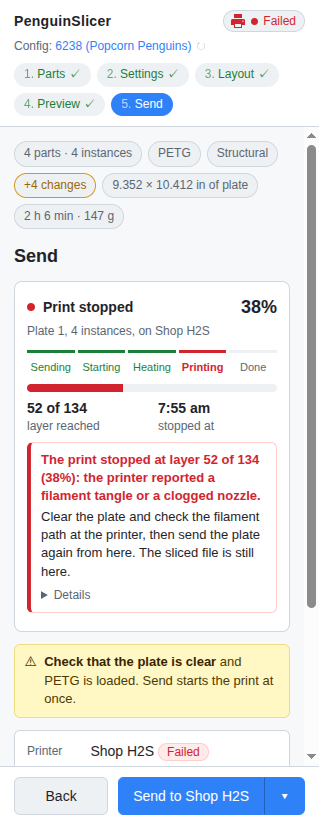 PenguinSlicer
Failed
Config: 6238 (Popcorn Penguins)
1. Parts ✓
2. Settings ✓
3. Layout ✓
4. Preview ✓
5. Send
4 parts · 4 instances
PETG
Structural
+4 changes
9.352 × 10.412 in of plate
2 h 6 min · 147 g
Send
Print stopped
38%
Plate 1, 4 instances, on Shop H2S
Sending
Starting
Heating
Printing
Done
52 of 134
7:55 am
layer reached
stopped at
The print stopped at layer 52 of 134
(38%): the printer reported a
filament tangle or a clogged nozzle.
Clear the plate and check the filament
path at the printer, then send the plate
again from here. The sliced file is still
here.
Details
⚠ Check that the plate is clear and
PETG is loaded. Send starts the print at
once.
Printer
Shop H2S
Failed
Back
Send to Shop H2S